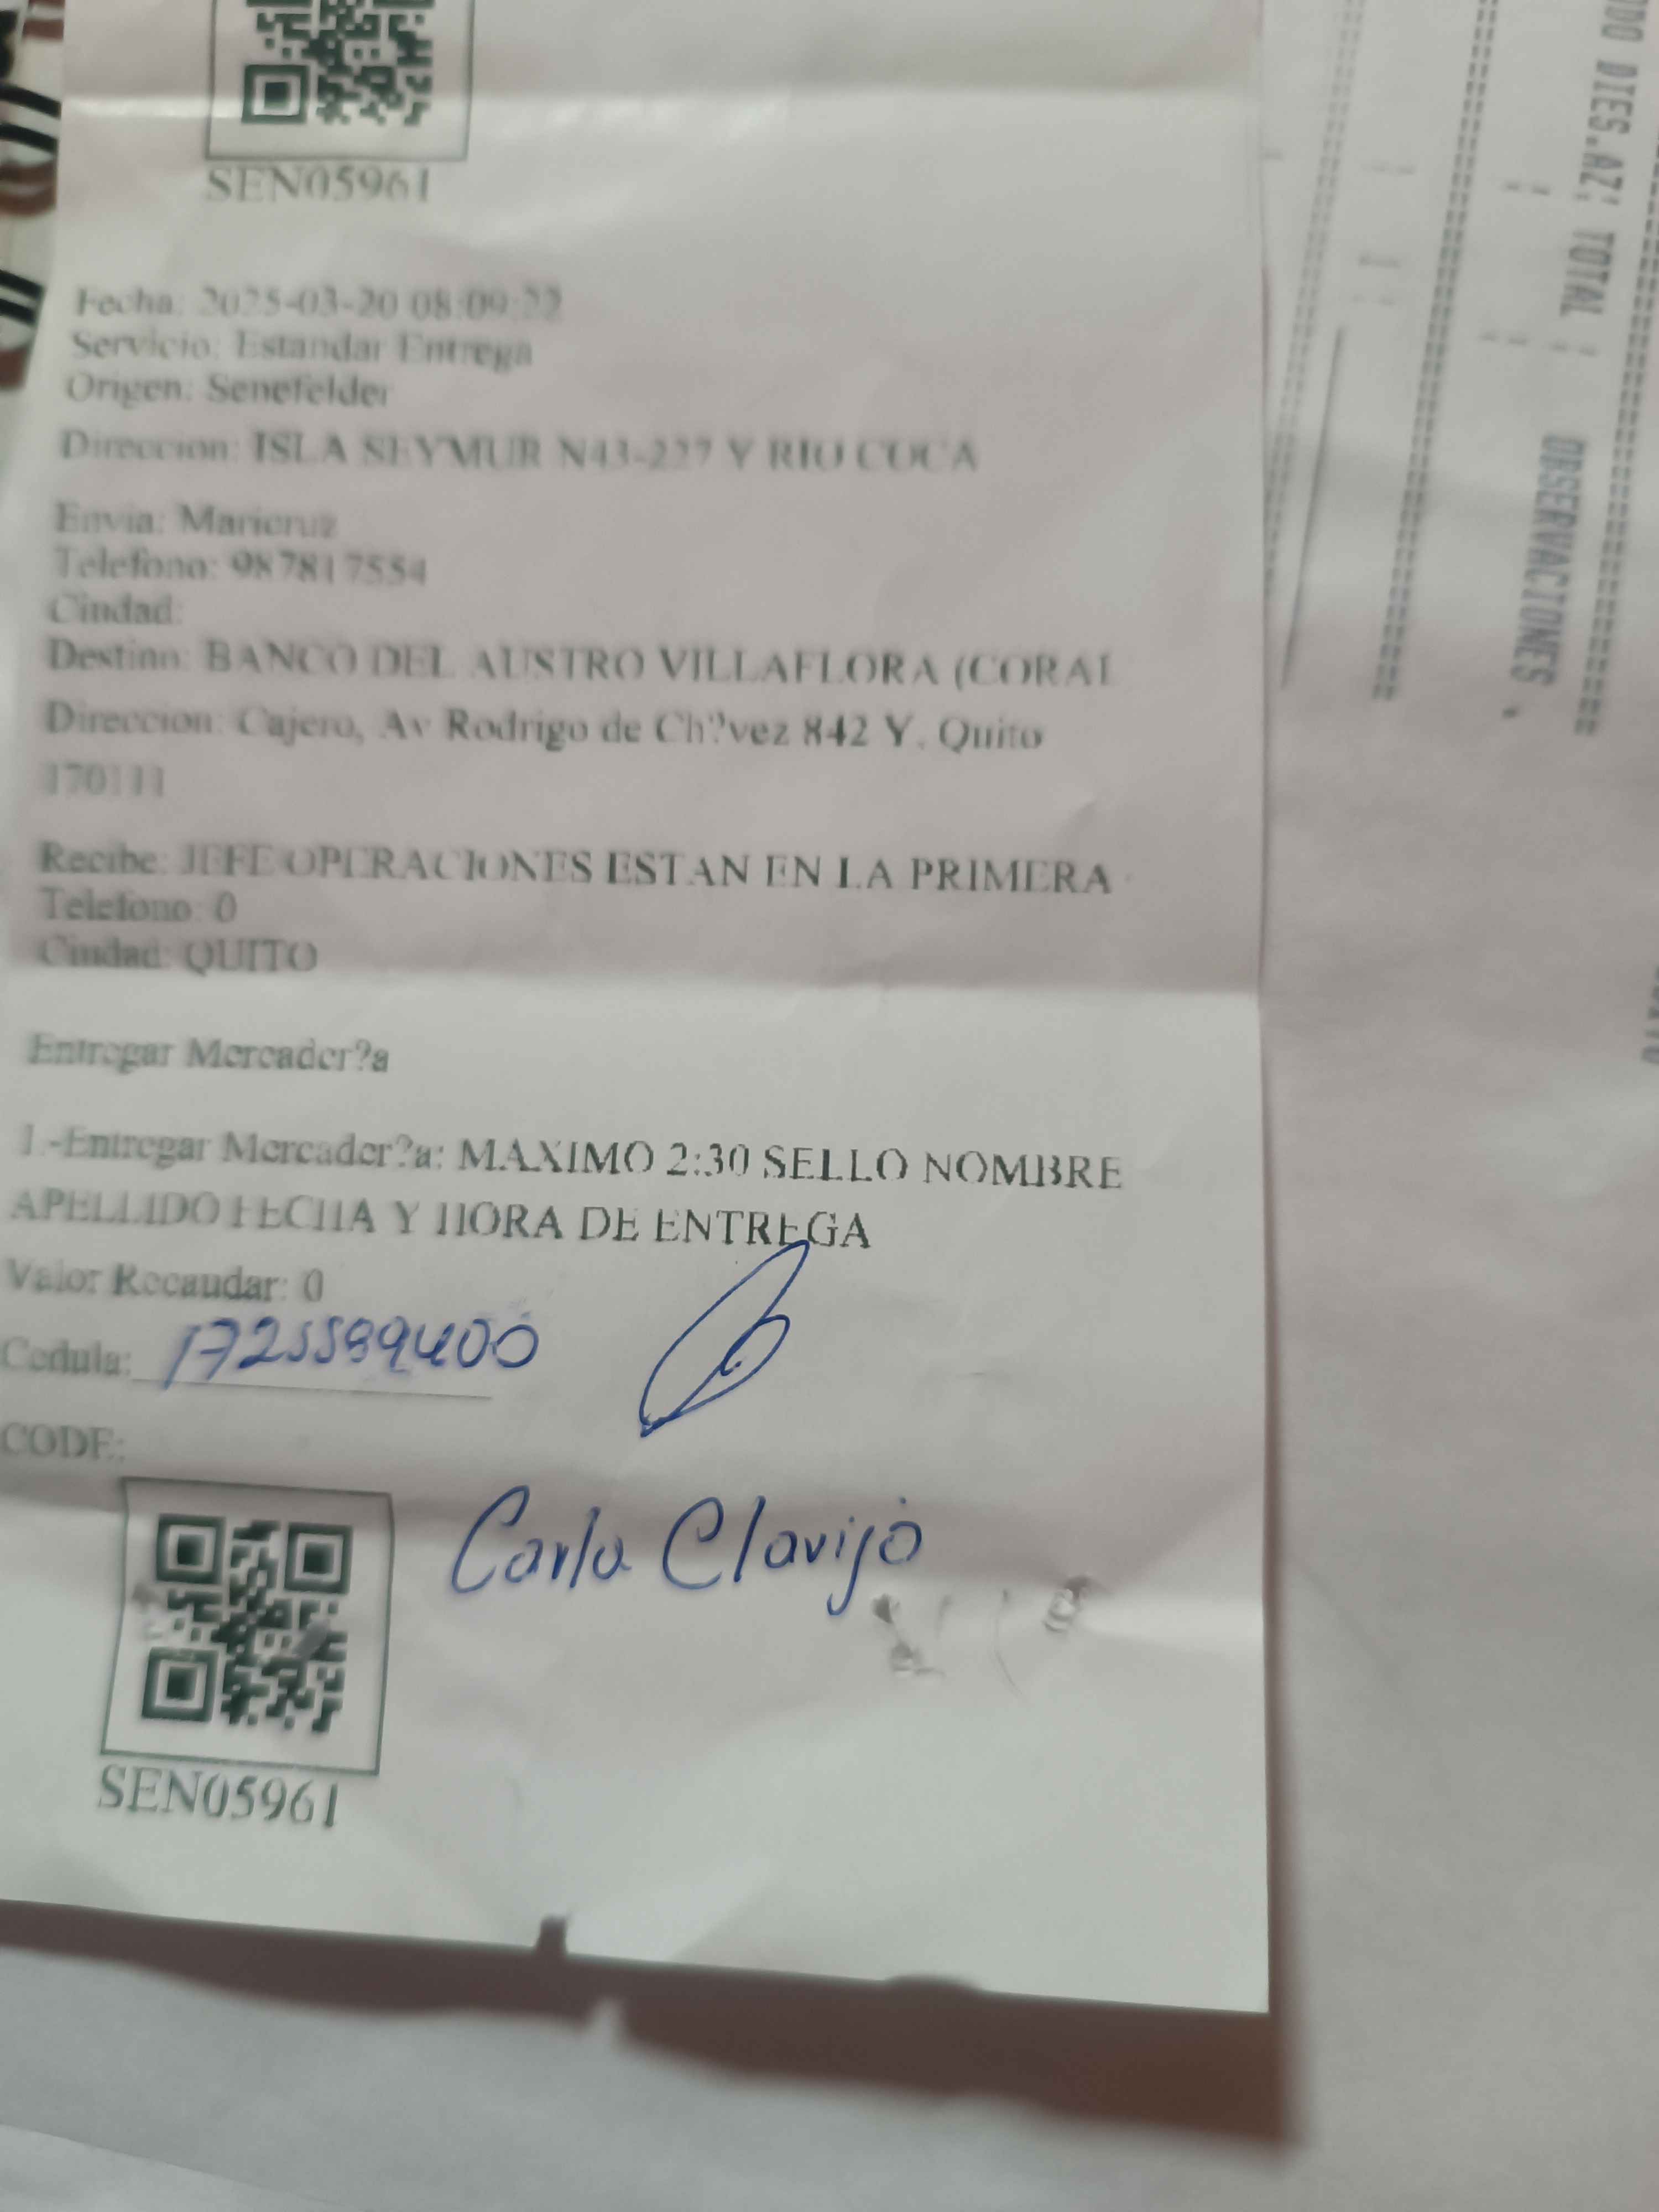 SEN05961
Fecha: 2025-03-20 08:09:22
Servicio: Estandar Entrega
Origen: Senefelder
Direccion: ISLA SEYMUR N43-227 Y RIO COCA
Envia: Maricruz
Telefono: 987817554
Ciudad:
Destino: BANCO DEL AUSTRO VILLAFLORA (CORAL
Direccion: Cajero, Av Rodrigo de Ch?vez 842 Y, Quito
170111
Recibe: JEFE OPERACIONES ESTAN EN LA PRIMERA
Telefono: 0
Ciudad: QUITO
Entregar Mercader?a
1.-Entregar Mercader?a: MAXIMO 2:30 SELLO NOMBRE
APELLIDO FECHA Y HORA DE ENTREGA
Valor Recaudar: 0
Cedula: 1725599400
CODE:
Carla Clavijo
SEN05961
TOTAL :
OBSERVACIONES